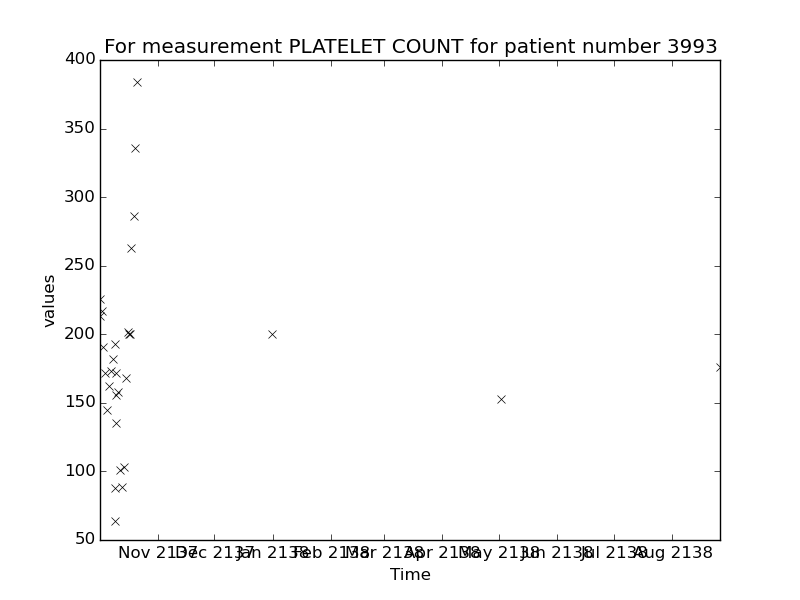 For measurement PLATELET COUNT for patient number 3993
400
350
300
250
200
150
100
50
values
Nov 2137 Dec 2137 Jan 2138 Feb 2138 Mar 2138 Apr 2138 May 2138 Jun 2138 Jul 2138 Aug 2138
Time